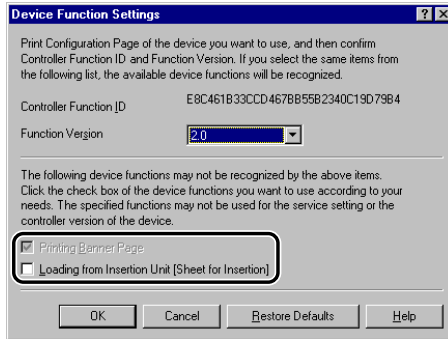 Device Function Settings
Print Configuration Page of the device you want to use, and then confirm
Controller Function ID and Function Version. If you select the same items from
the following list, the available device functions will be recognized.
Controller Function ID E8C461B33CCD467BB55B2340C19D79B4
Function Version 2.0
The following device functions may not be recognized by the above items.
Click the check box of the device functions you want to use according to your
needs. The specified functions may not be used for the service setting or the
controller version of the device.
Printing Banner Page
Loading from Insertion Unit [Sheet for Insertion]
OK Cancel Restore Defaults Help